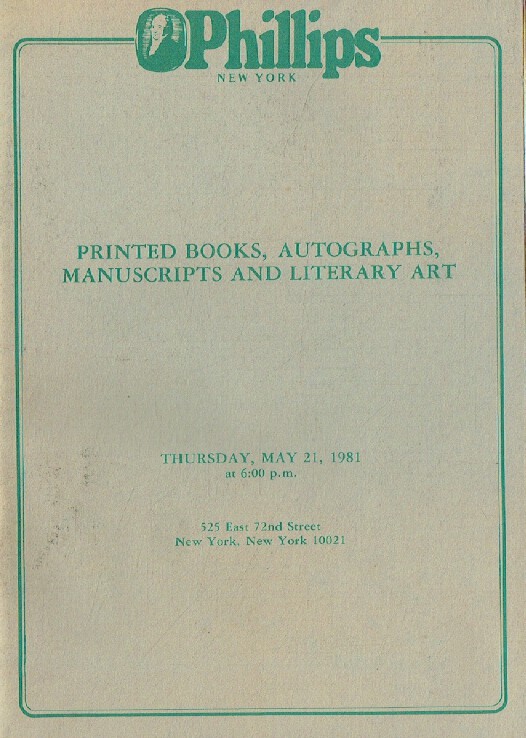 Phillips
NEW YORK
PRINTED BOOKS, AUTOGRAPHS,
MANUSCRIPTS AND LITERARY ART
THURSDAY, MAY 21, 1981
at 6:00 p.m.
525 East 72nd Street
New York, New York 10021